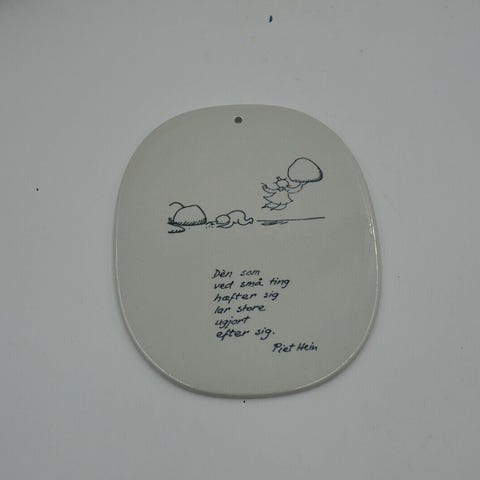 Dèn som
ved små ting
hæfter sig
lar store
ugjort
efter sig.
Piet Hein